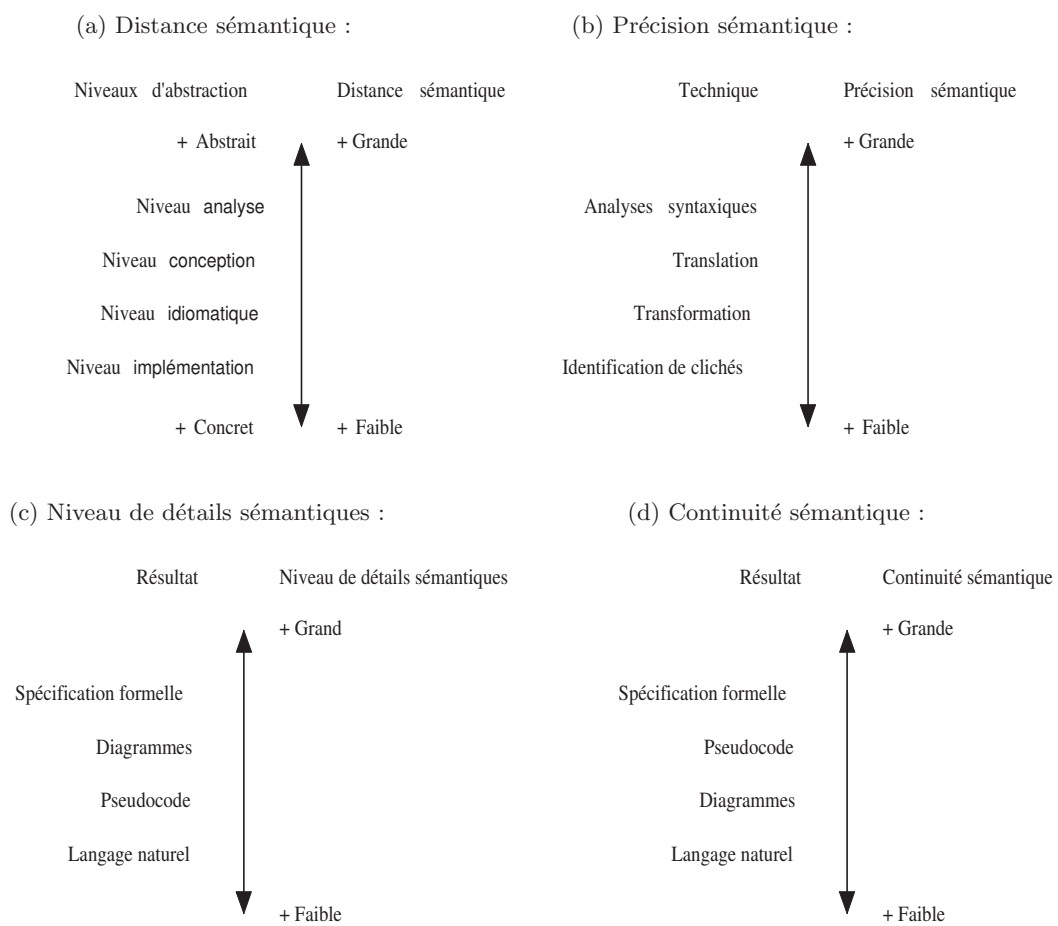 (a) Distance sémantique :
Niveaux d'abstraction Distance sémantique
+ Abstrait + Grande
Niveau analyse
Niveau conception
Niveau idiomatique
Niveau implémentation
+ Concret + Faible
(b) Précision sémantique :
Technique Précision sémantique
+ Grande
Analyses syntaxiques
Translation
Transformation
Identification de clichés
+ Faible
(c) Niveau de détails sémantiques :
Résultat Niveau de détails sémantiques
+ Grand
Spécification formelle
Diagrammes
Pseudocode
Langage naturel
+ Faible
(d) Continuité sémantique :
Résultat Continuité sémantique
+ Grande
Spécification formelle
Pseudocode
Diagrammes
Langage naturel
+ Faible